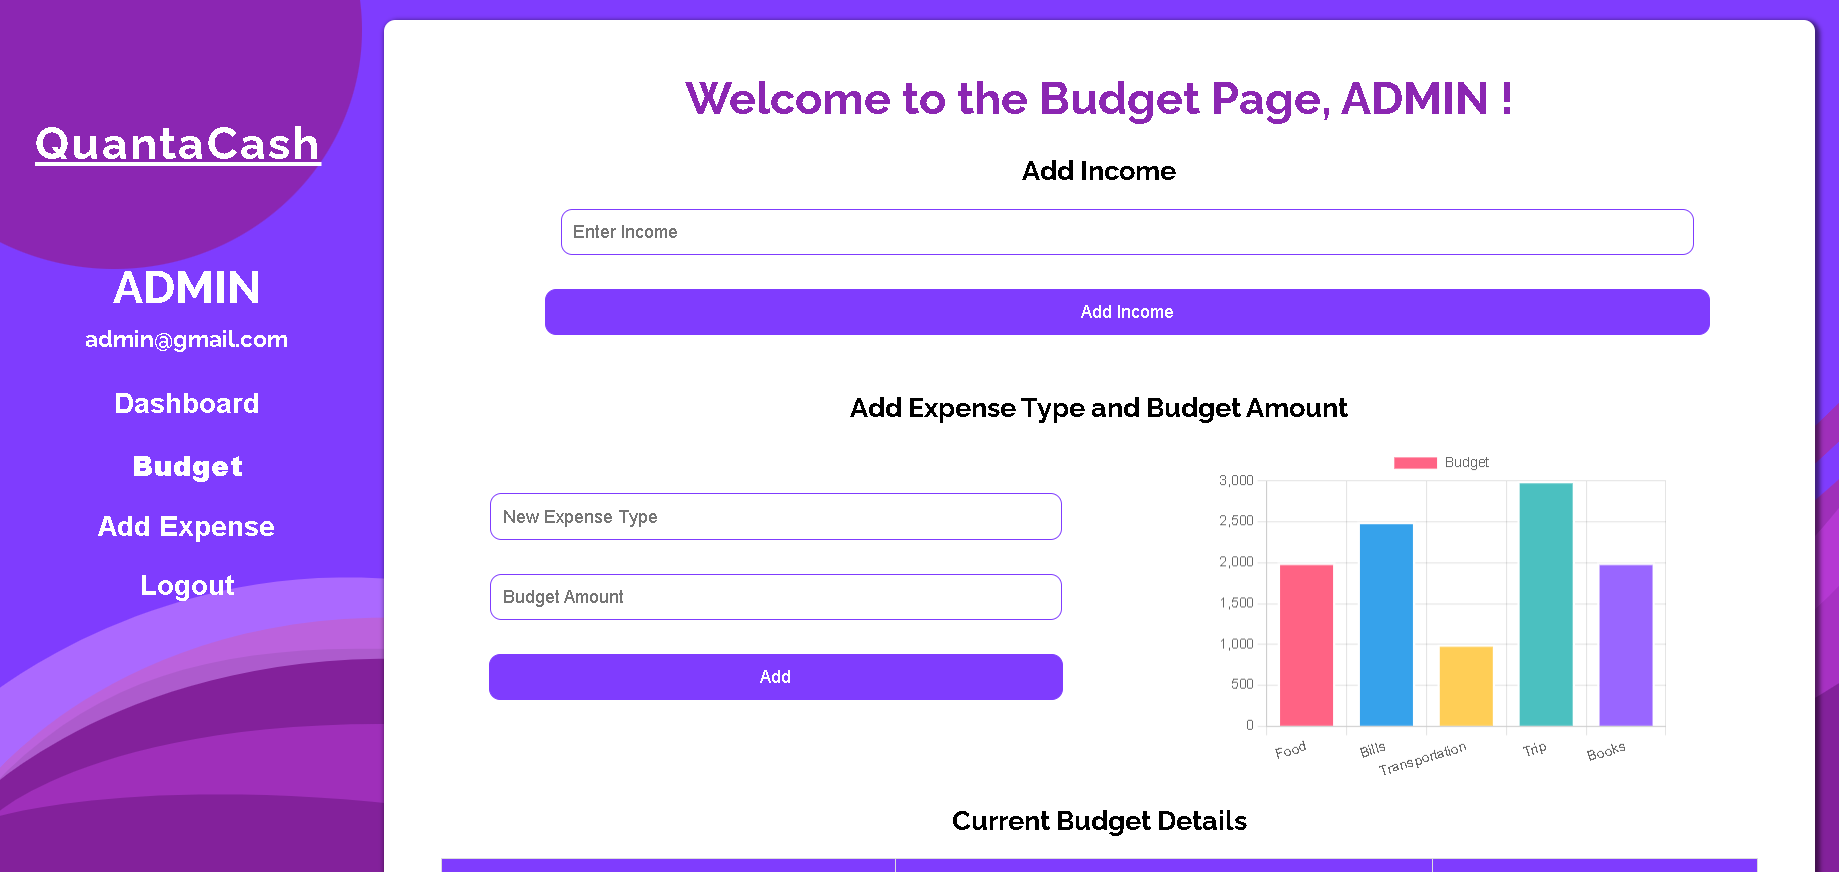 QuantaCash
ADMIN
admin@gmail.com
Dashboard
Budget
Add Expense
Logout
Welcome to the Budget Page, ADMIN !
Add Income
Enter Income
Add Income
Add Expense Type and Budget Amount
New Expense Type
Budget Amount
Add
Budget
3,000
2,500
2,000
1,500
1,000
500
0
Food
Bills
Transportation
Trip
Books
Current Budget Details